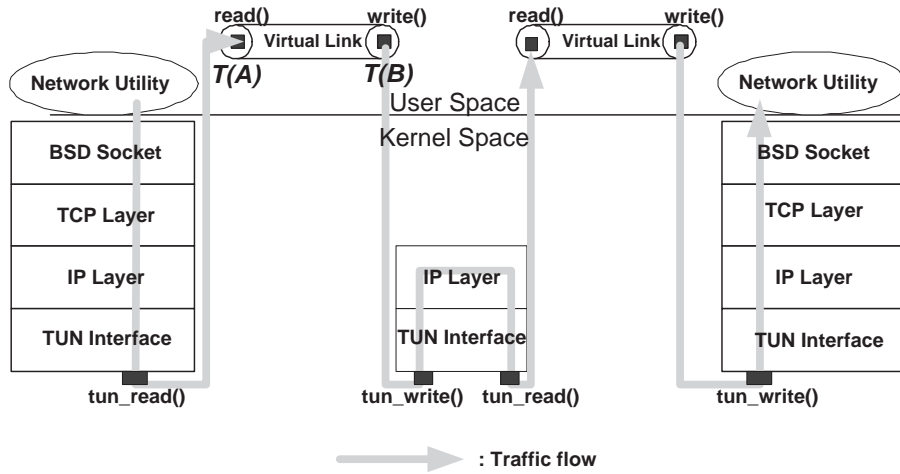 read() write() read() write()
Virtual Link Virtual Link
T(A) T(B)
Network Utility Network Utility
User Space
Kernel Space
BSD Socket BSD Socket
TCP Layer TCP Layer
IP Layer IP Layer IP Layer
TUN Interface TUN Interface TUN Interface
tun_read() tun_write() tun_read() tun_write()
: Traffic flow